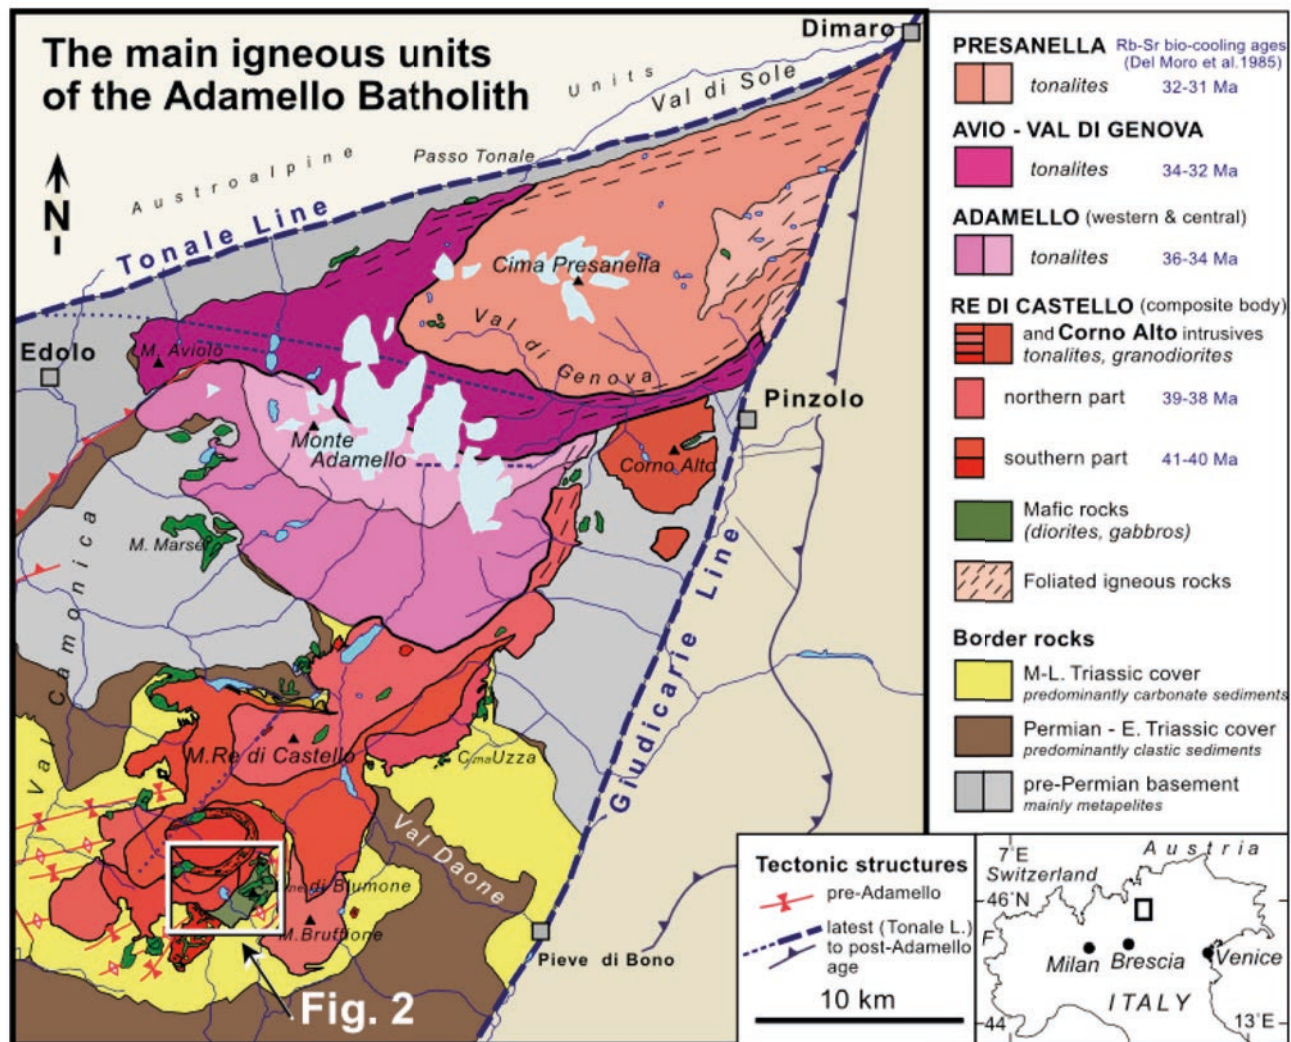 The main igneous units
of the Adamello Batholith
Dimaro
Units
Val di Sole
Austroalpine
Passo Tonale
N
Tonale Line
Cima Presanella
Val di Genova
Edolo
M. Aviolo
Pinzolo
Monte
Adamello
Corno Alto
M. Marser
Val Camonica
Giudicarie Line
M.Re di Castello
Cima Uzza
Val Daone
di Blumone
M.Bruffione
Pieve di Bono
Fig. 2
PRESANELLA
Rb-Sr bio-cooling ages
(Del Moro et al.1985)
tonalites 32-31 Ma
AVIO - VAL DI GENOVA
tonalites 34-32 Ma
ADAMELLO (western & central)
tonalites 36-34 Ma
RE DI CASTELLO (composite body)
and Corno Alto intrusives
tonalites, granodiorites
northern part 39-38 Ma
southern part 41-40 Ma
Mafic rocks
(diorites, gabbros)
Foliated igneous rocks
Border rocks
M-L. Triassic cover
predominantly carbonate sediments
Permian - E. Triassic cover
predominantly clastic sediments
pre-Permian basement
mainly metapelites
Tectonic structures
pre-Adamello
latest (Tonale L.)
to post-Adamello
age
10 km
7°E
Austria
Switzerland
46°N
F
Milan
Brescia
Venice
ITALY
44
13°E